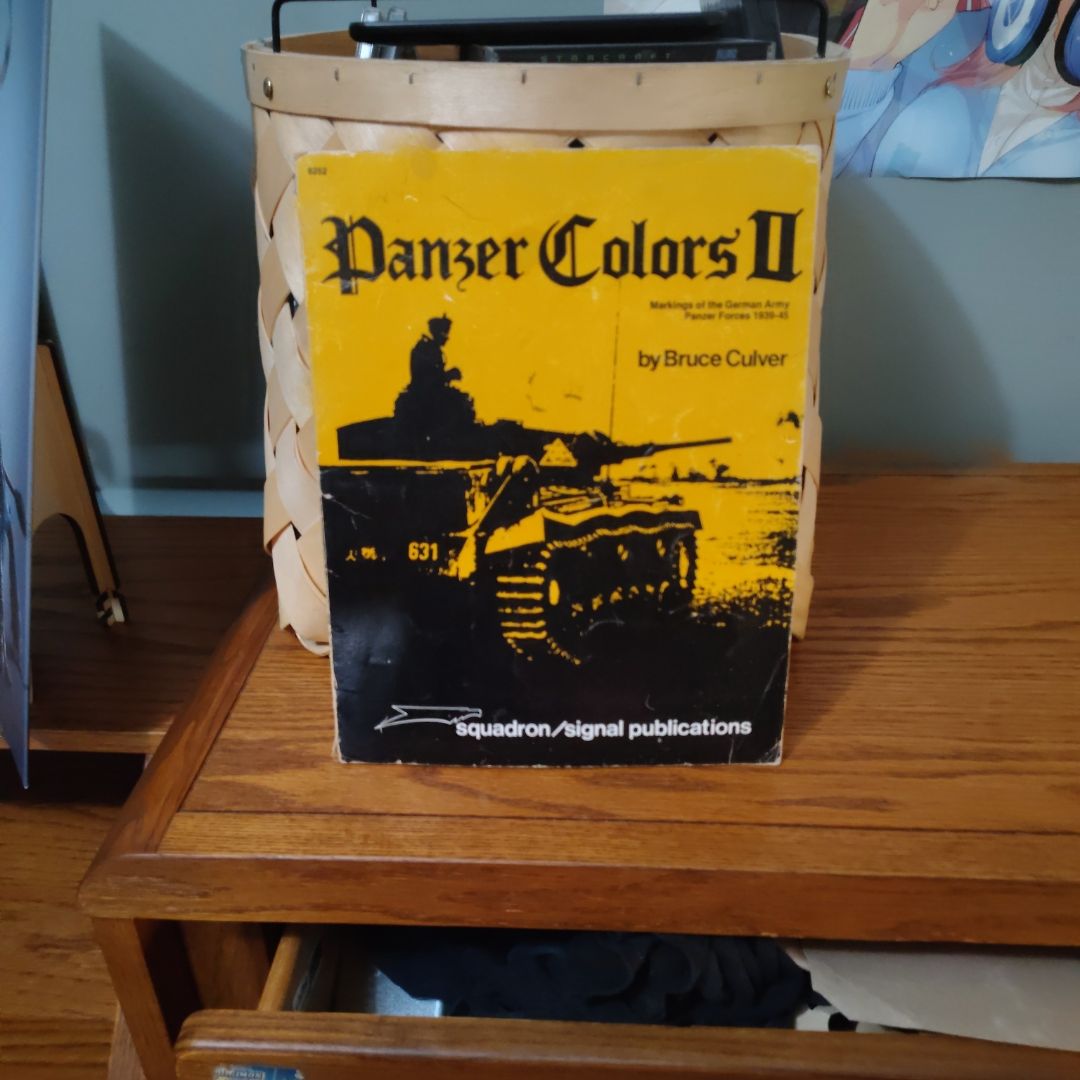 STARCRAFT
6252
Panzer Colors II
Markings of the German Army
Panzer Forces 1939-45
by Bruce Culver
631
squadron/signal publications